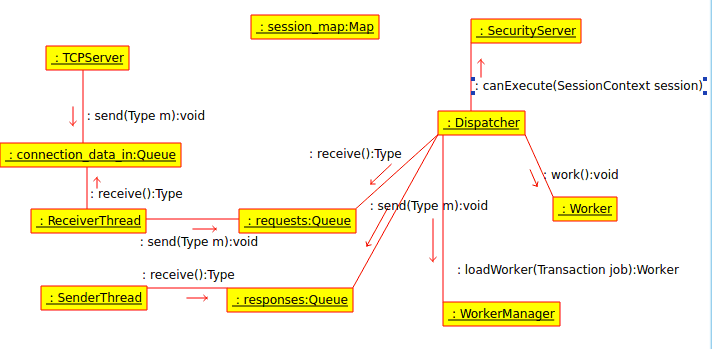 : session_map:Map
: SecurityServer
: TCPServer
: canExecute(SessionContext session)
: send(Type m):void
: Dispatcher
: connection_data_in:Queue
: receive():Type
: work():void
: receive():Type
: send(Type m):void
: Worker
: ReceiverThread
: requests:Queue
: send(Type m):void
: receive():Type
: loadWorker(Transaction job):Worker
: SenderThread
: responses:Queue
: WorkerManager